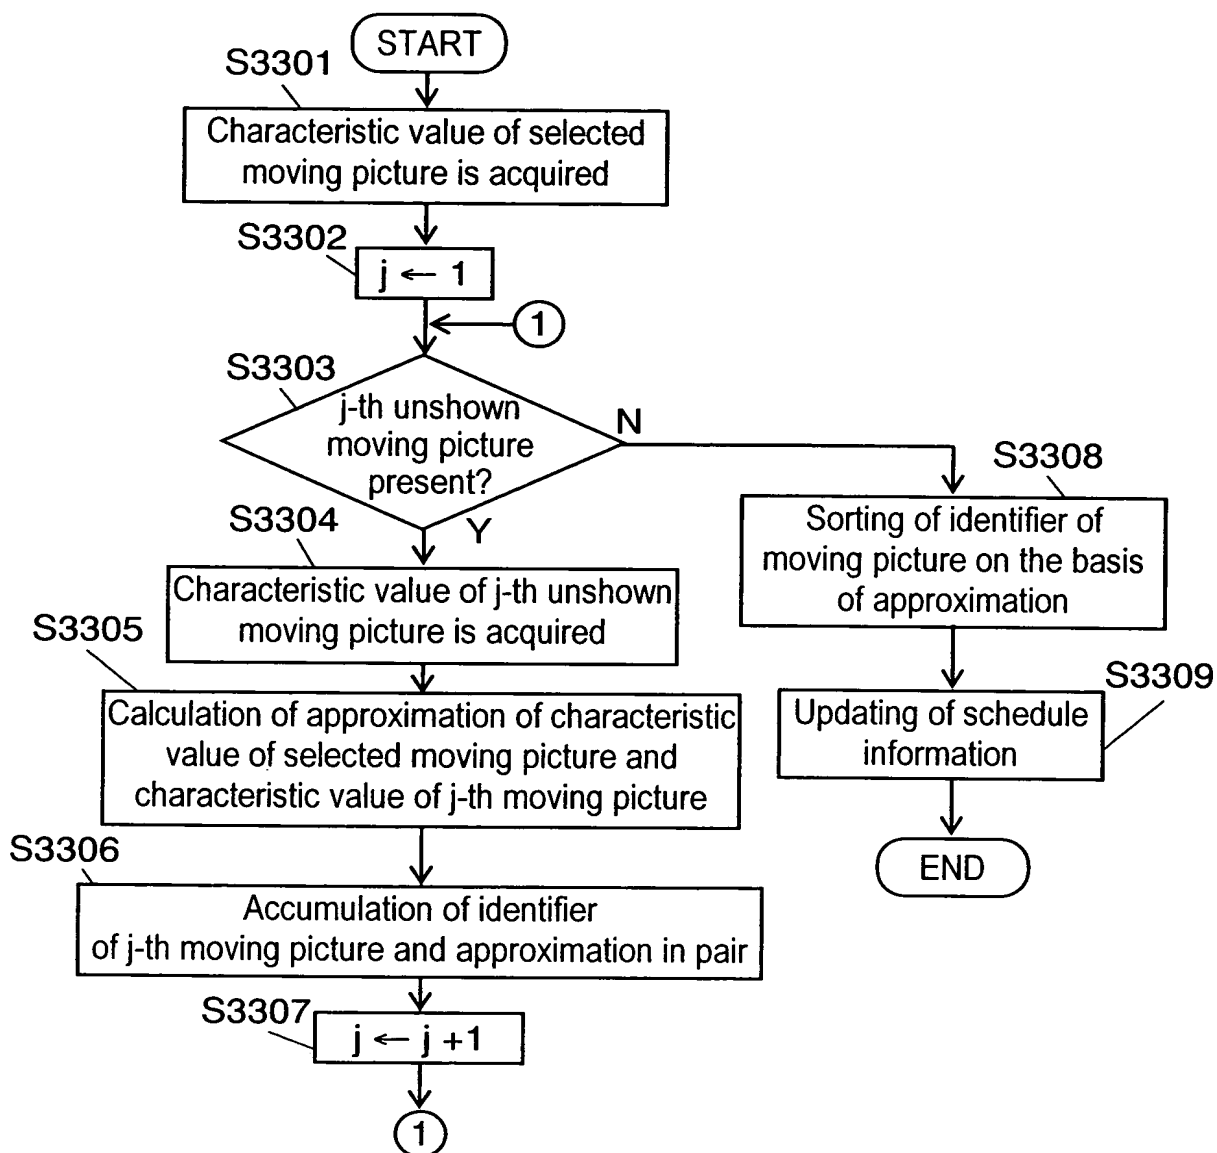 START
S3301
Characteristic value of selected
moving picture is acquired
S3302
j ← 1
1
S3303
j-th unshown
moving picture
present?
N
Y
S3304
Characteristic value of j-th unshown
moving picture is acquired
S3305
Calculation of approximation of characteristic
value of selected moving picture and
characteristic value of j-th moving picture
S3306
Accumulation of identifier
of j-th moving picture and approximation in pair
S3307
j ← j +1
1
S3308
Sorting of identifier of
moving picture on the basis
of approximation
S3309
Updating of schedule
information
END